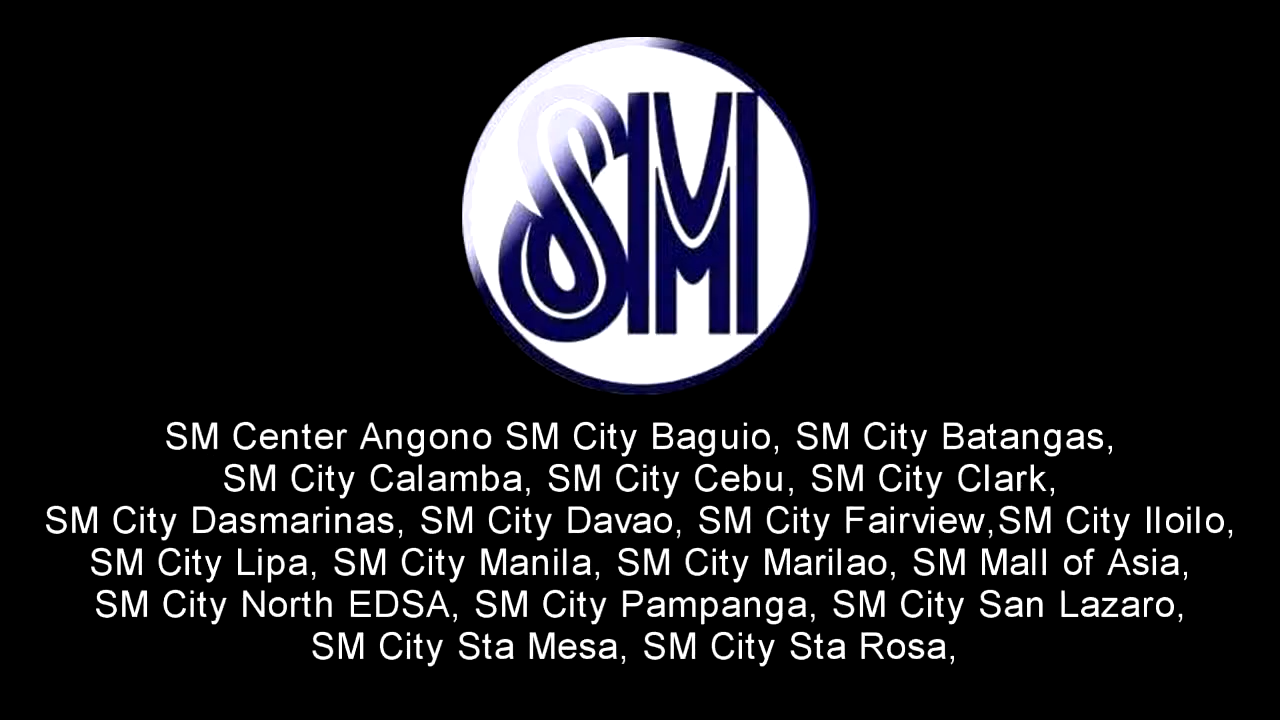 SM
SM Center Angono SM City Baguio, SM City Batangas,
SM City Calamba, SM City Cebu, SM City Clark,
SM City Dasmarinas, SM City Davao, SM City Fairview,SM City Iloilo,
SM City Lipa, SM City Manila, SM City Marilao, SM Mall of Asia,
SM City North EDSA, SM City Pampanga, SM City San Lazaro,
SM City Sta Mesa, SM City Sta Rosa,